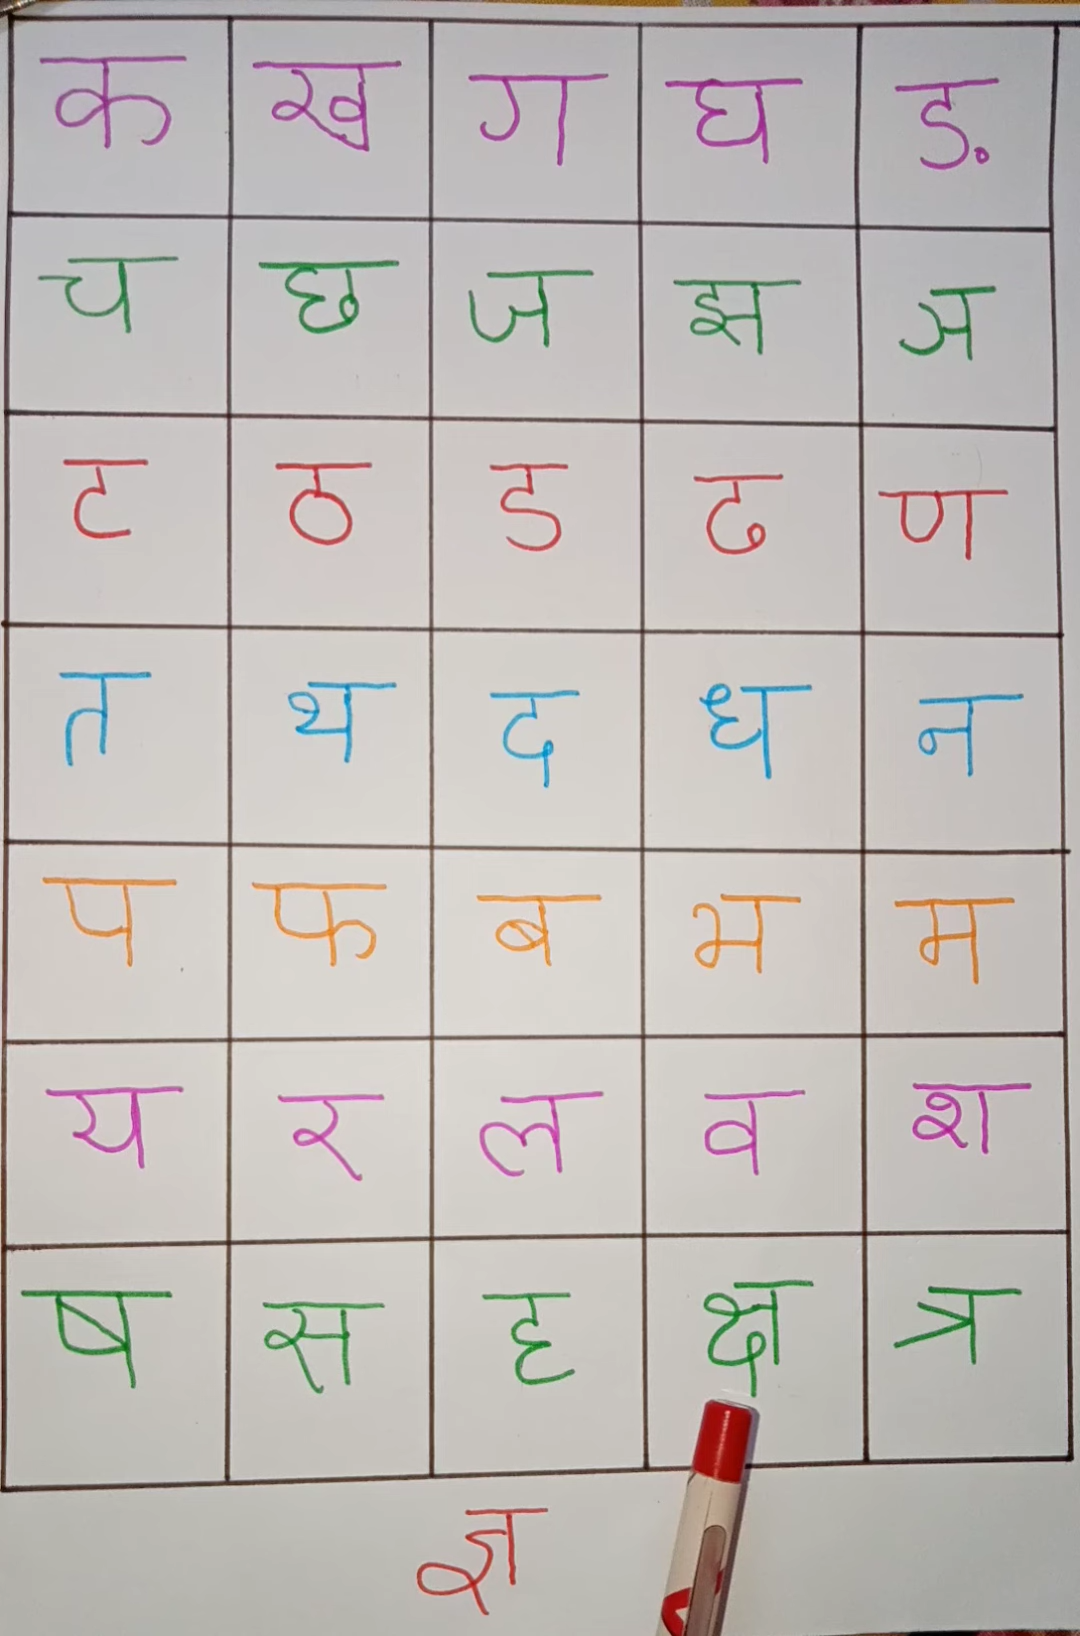 क ख ग घ ङ
च छ ज झ ञ
ट ठ ड ढ ण
त थ द ध न
प फ ब भ म
य र ल व श
ष स ह क्ष त्र
ज्ञ